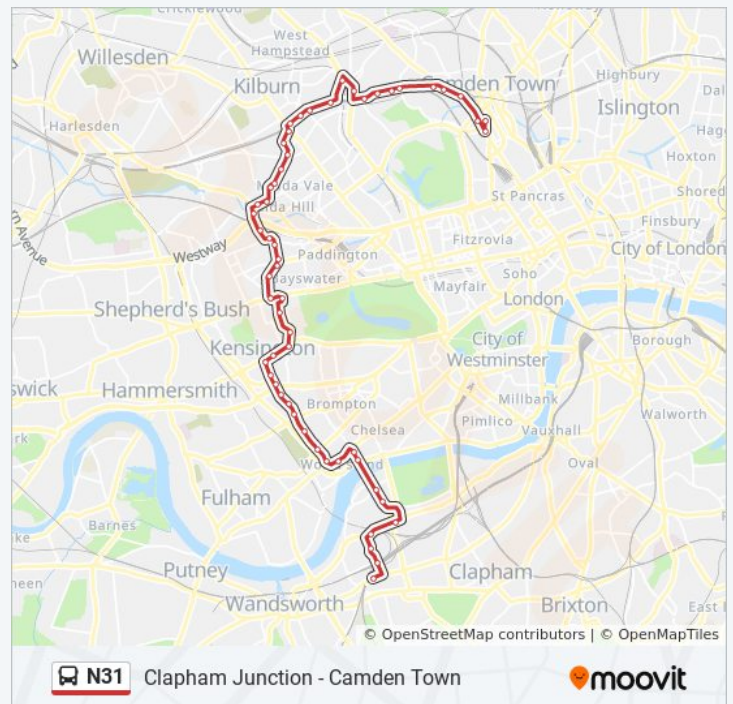 Cricklewood
West
Hampstead
Willesden
Kilburn
Camden Town
Highbury
Islington
Harlesden
Hoxton
Maida Vale
St Pancras
Shored
Finsbury
Westway
Paddington
Fitzrovia
City of London
Bayswater
Soho
Mayfair
London
Shepherd's Bush
Borough
Kensington
City of
Westminster
swick
Hammersmith
Brompton
Millbank
Walworth
Chelsea
Pimlico
Vauxhall
Oval
Fulham
Barnes
Putney
Clapham
Wandsworth
Brixton
East
© OpenStreetMap contributors | © OpenMapTiles
N31 Clapham Junction - Camden Town
moovit